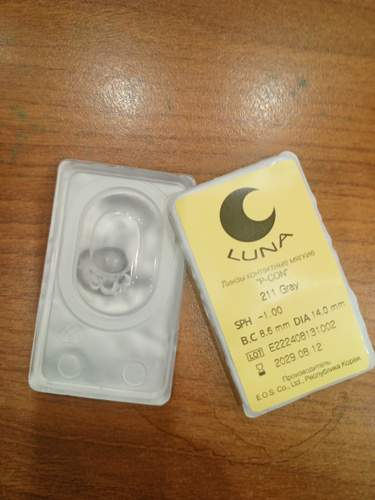 LUNA
Линзы контактные мягкие
"P-CON"
211 Gray
SPH -1.00
B.C 8,6 mm DIA 14,0 mm
LOT E222408131002
2029 08 12
Производитель:
E.O.S. Co., Ltd., Республика Корея.